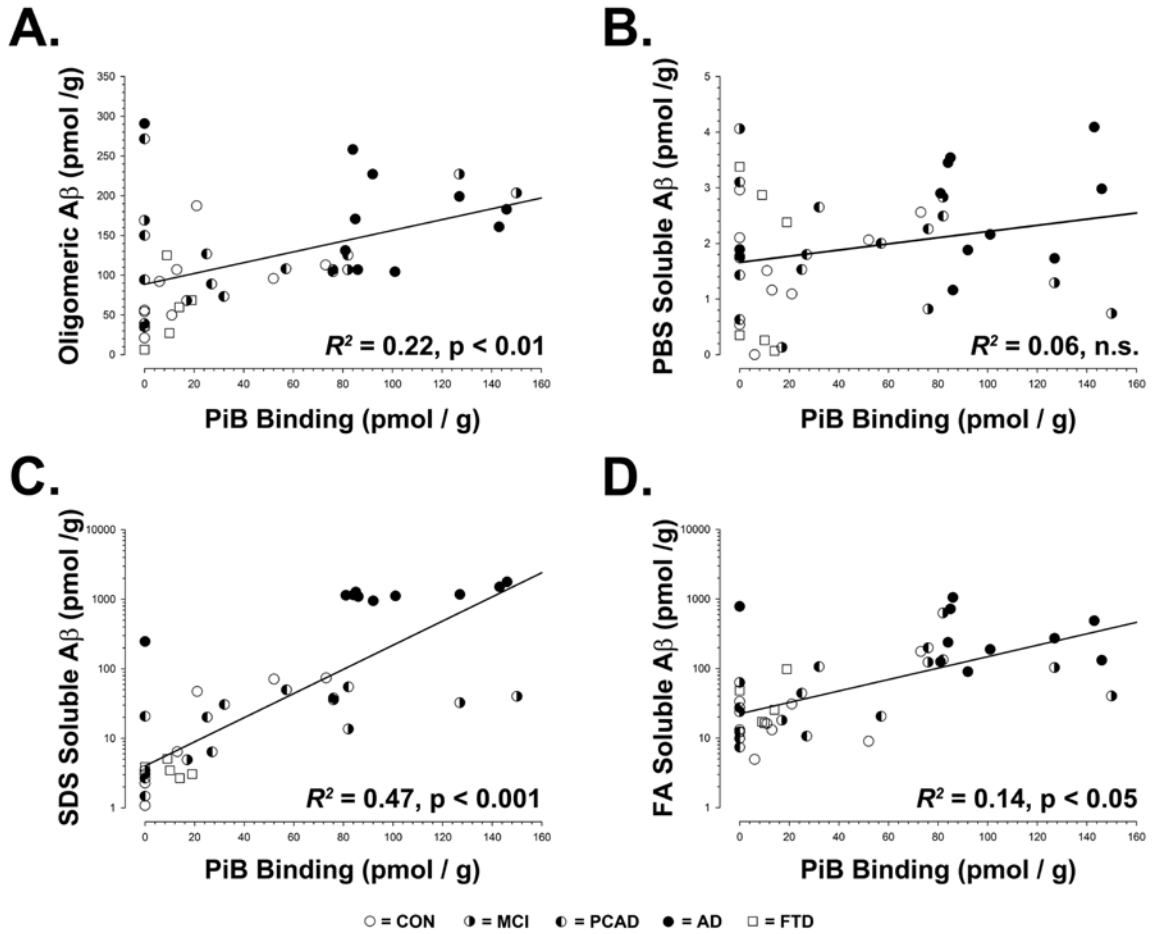 A.
Oligomeric Aβ (pmol /g)
350
300
250
200
150
100
50
0
R² = 0.22, p < 0.01
0 20 40 60 80 100 120 140 160
PiB Binding (pmol / g)
B.
PBS Soluble Aβ (pmol /g)
5
4
3
2
1
0
R² = 0.06, n.s.
0 20 40 60 80 100 120 140 160
PiB Binding (pmol / g)
C.
SDS Soluble Aβ (pmol /g)
10000
1000
100
10
1
R² = 0.47, p < 0.001
0 20 40 60 80 100 120 140 160
PiB Binding (pmol / g)
D.
FA Soluble Aβ (pmol /g)
10000
1000
100
10
1
R² = 0.14, p < 0.05
0 20 40 60 80 100 120 140 160
PiB Binding (pmol / g)
= CON = MCI = PCAD = AD = FTD